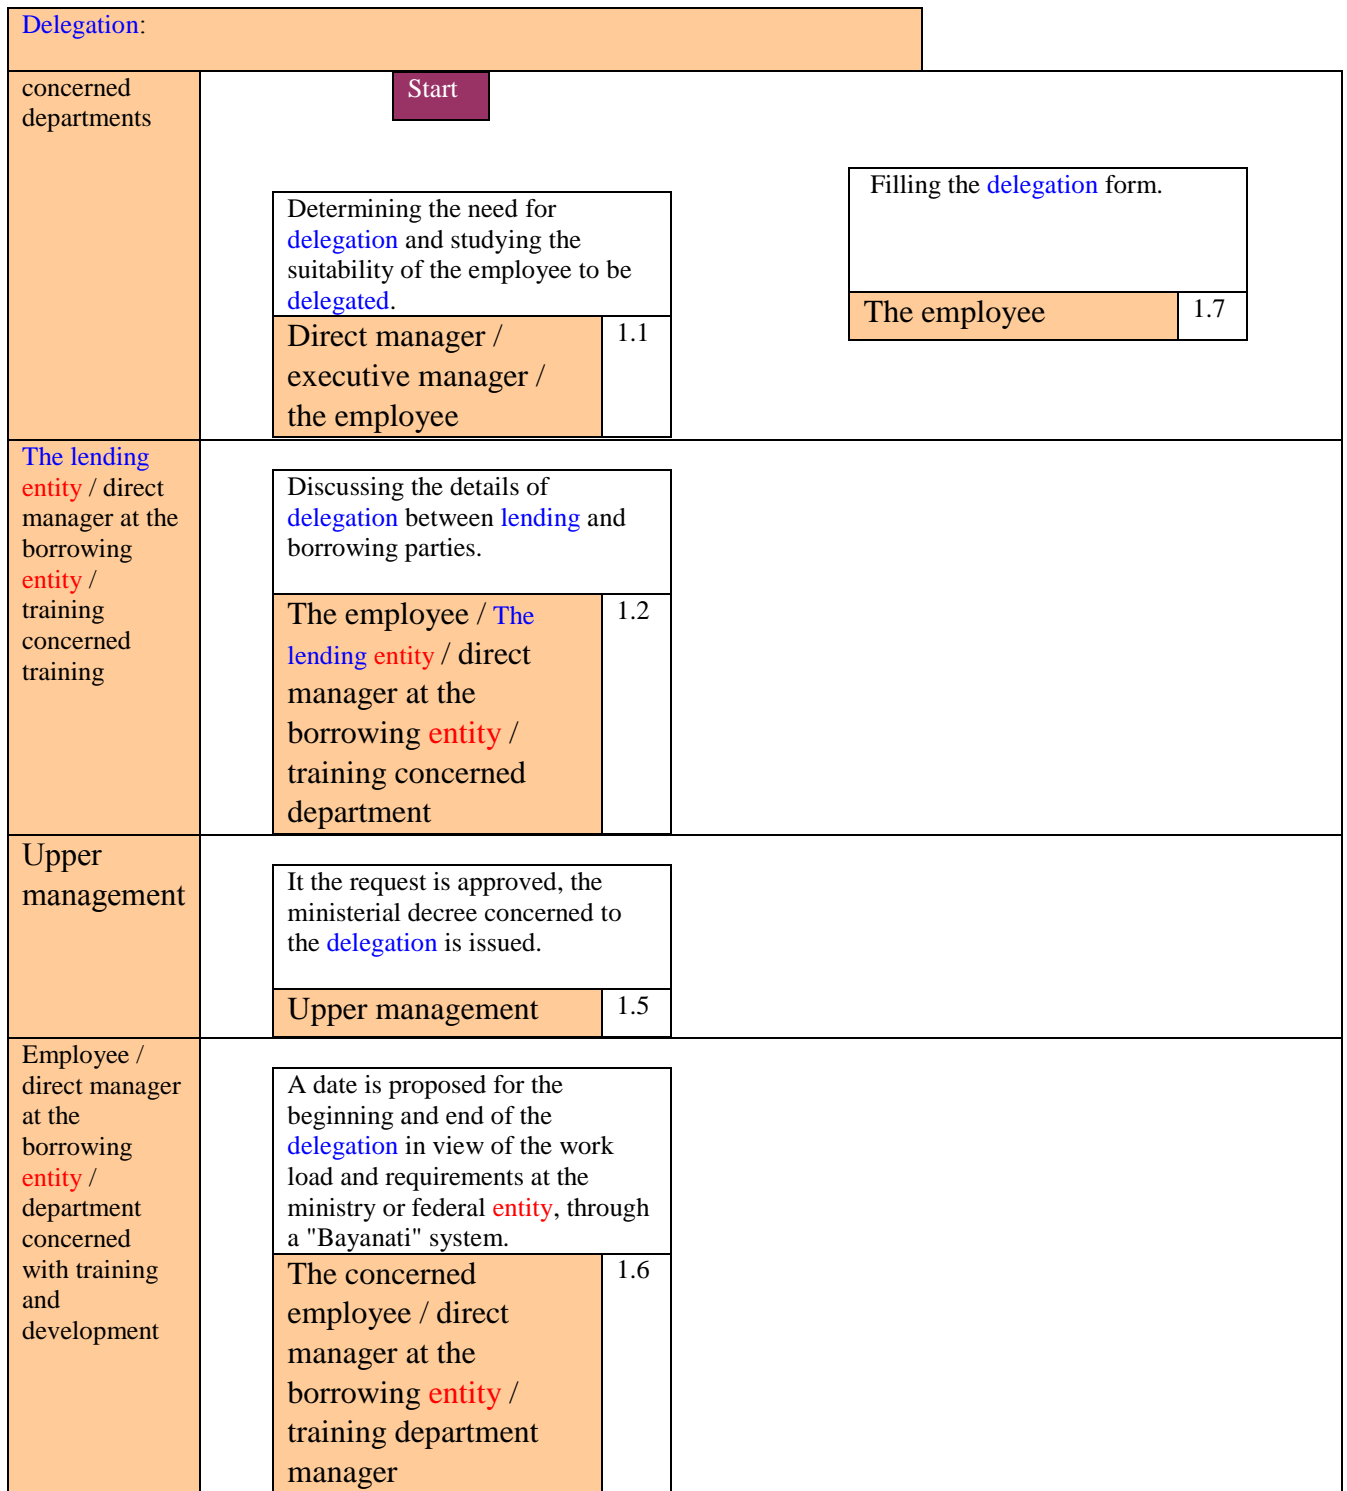 Delegation:
concerned
departments
Start
Determining the need for
delegation and studying the
suitability of the employee to be
delegated.
Direct manager /
executive manager /
the employee
1.1
Filling the delegation form.
The employee
1.7
The lending
entity / direct
manager at the
borrowing
entity /
training
concerned
training
Discussing the details of
delegation between lending and
borrowing parties.
The employee / The
lending entity / direct
manager at the
borrowing entity /
training concerned
department
1.2
Upper
management
It the request is approved, the
ministerial decree concerned to
the delegation is issued.
Upper management
1.5
Employee /
direct manager
at the
borrowing
entity /
department
concerned
with training
and
development
A date is proposed for the
beginning and end of the
delegation in view of the work
load and requirements at the
ministry or federal entity, through
a "Bayanati" system.
The concerned
employee / direct
manager at the
borrowing entity /
training department
manager
1.6